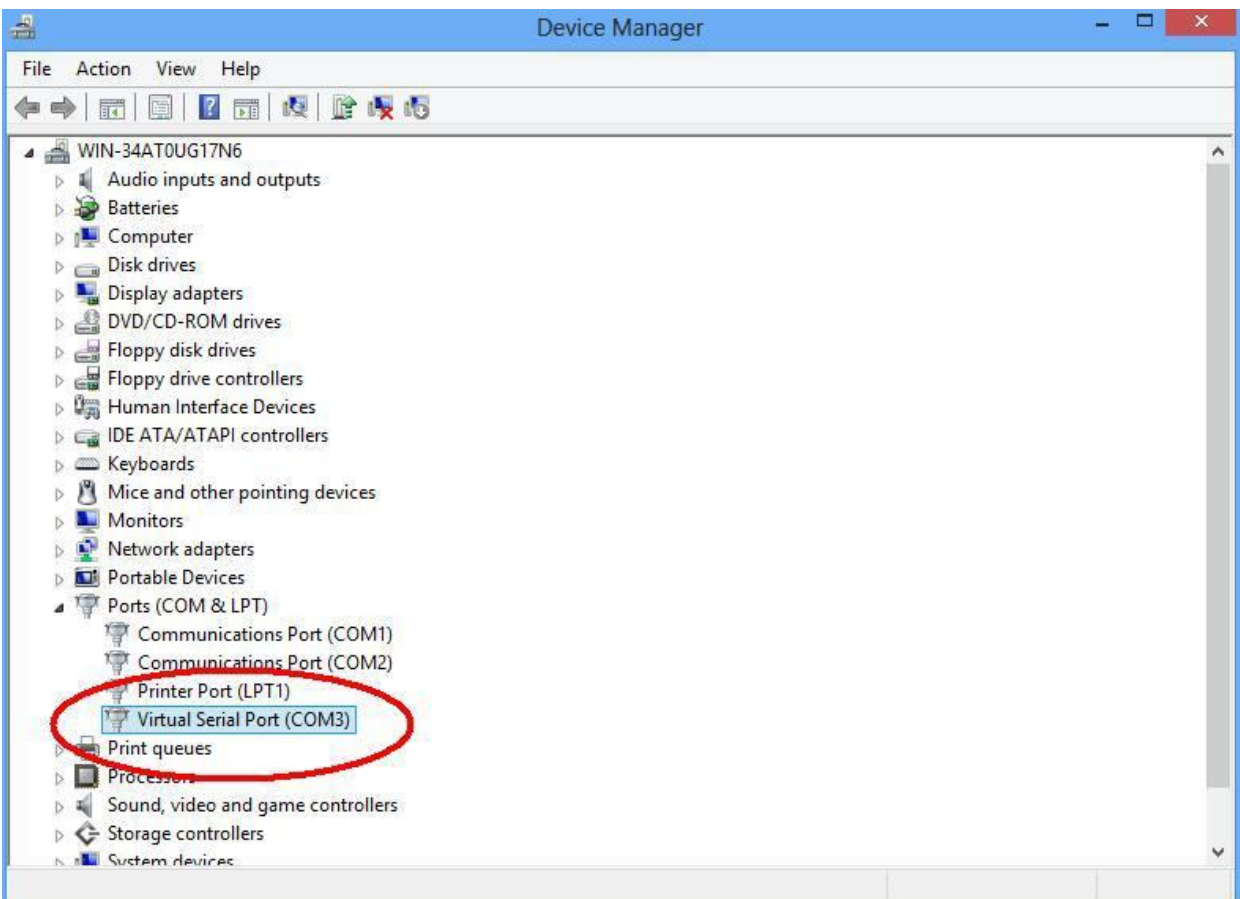 Device Manager
File Action View Help
WIN-34AT0UG17N6
Audio inputs and outputs
Batteries
Computer
Disk drives
Display adapters
DVD/CD-ROM drives
Floppy disk drives
Floppy drive controllers
Human Interface Devices
IDE ATA/ATAPI controllers
Keyboards
Mice and other pointing devices
Monitors
Network adapters
Portable Devices
Ports (COM & LPT)
Communications Port (COM1)
Communications Port (COM2)
Printer Port (LPT1)
Virtual Serial Port (COM3)
Print queues
Processors
Sound, video and game controllers
Storage controllers
System devices